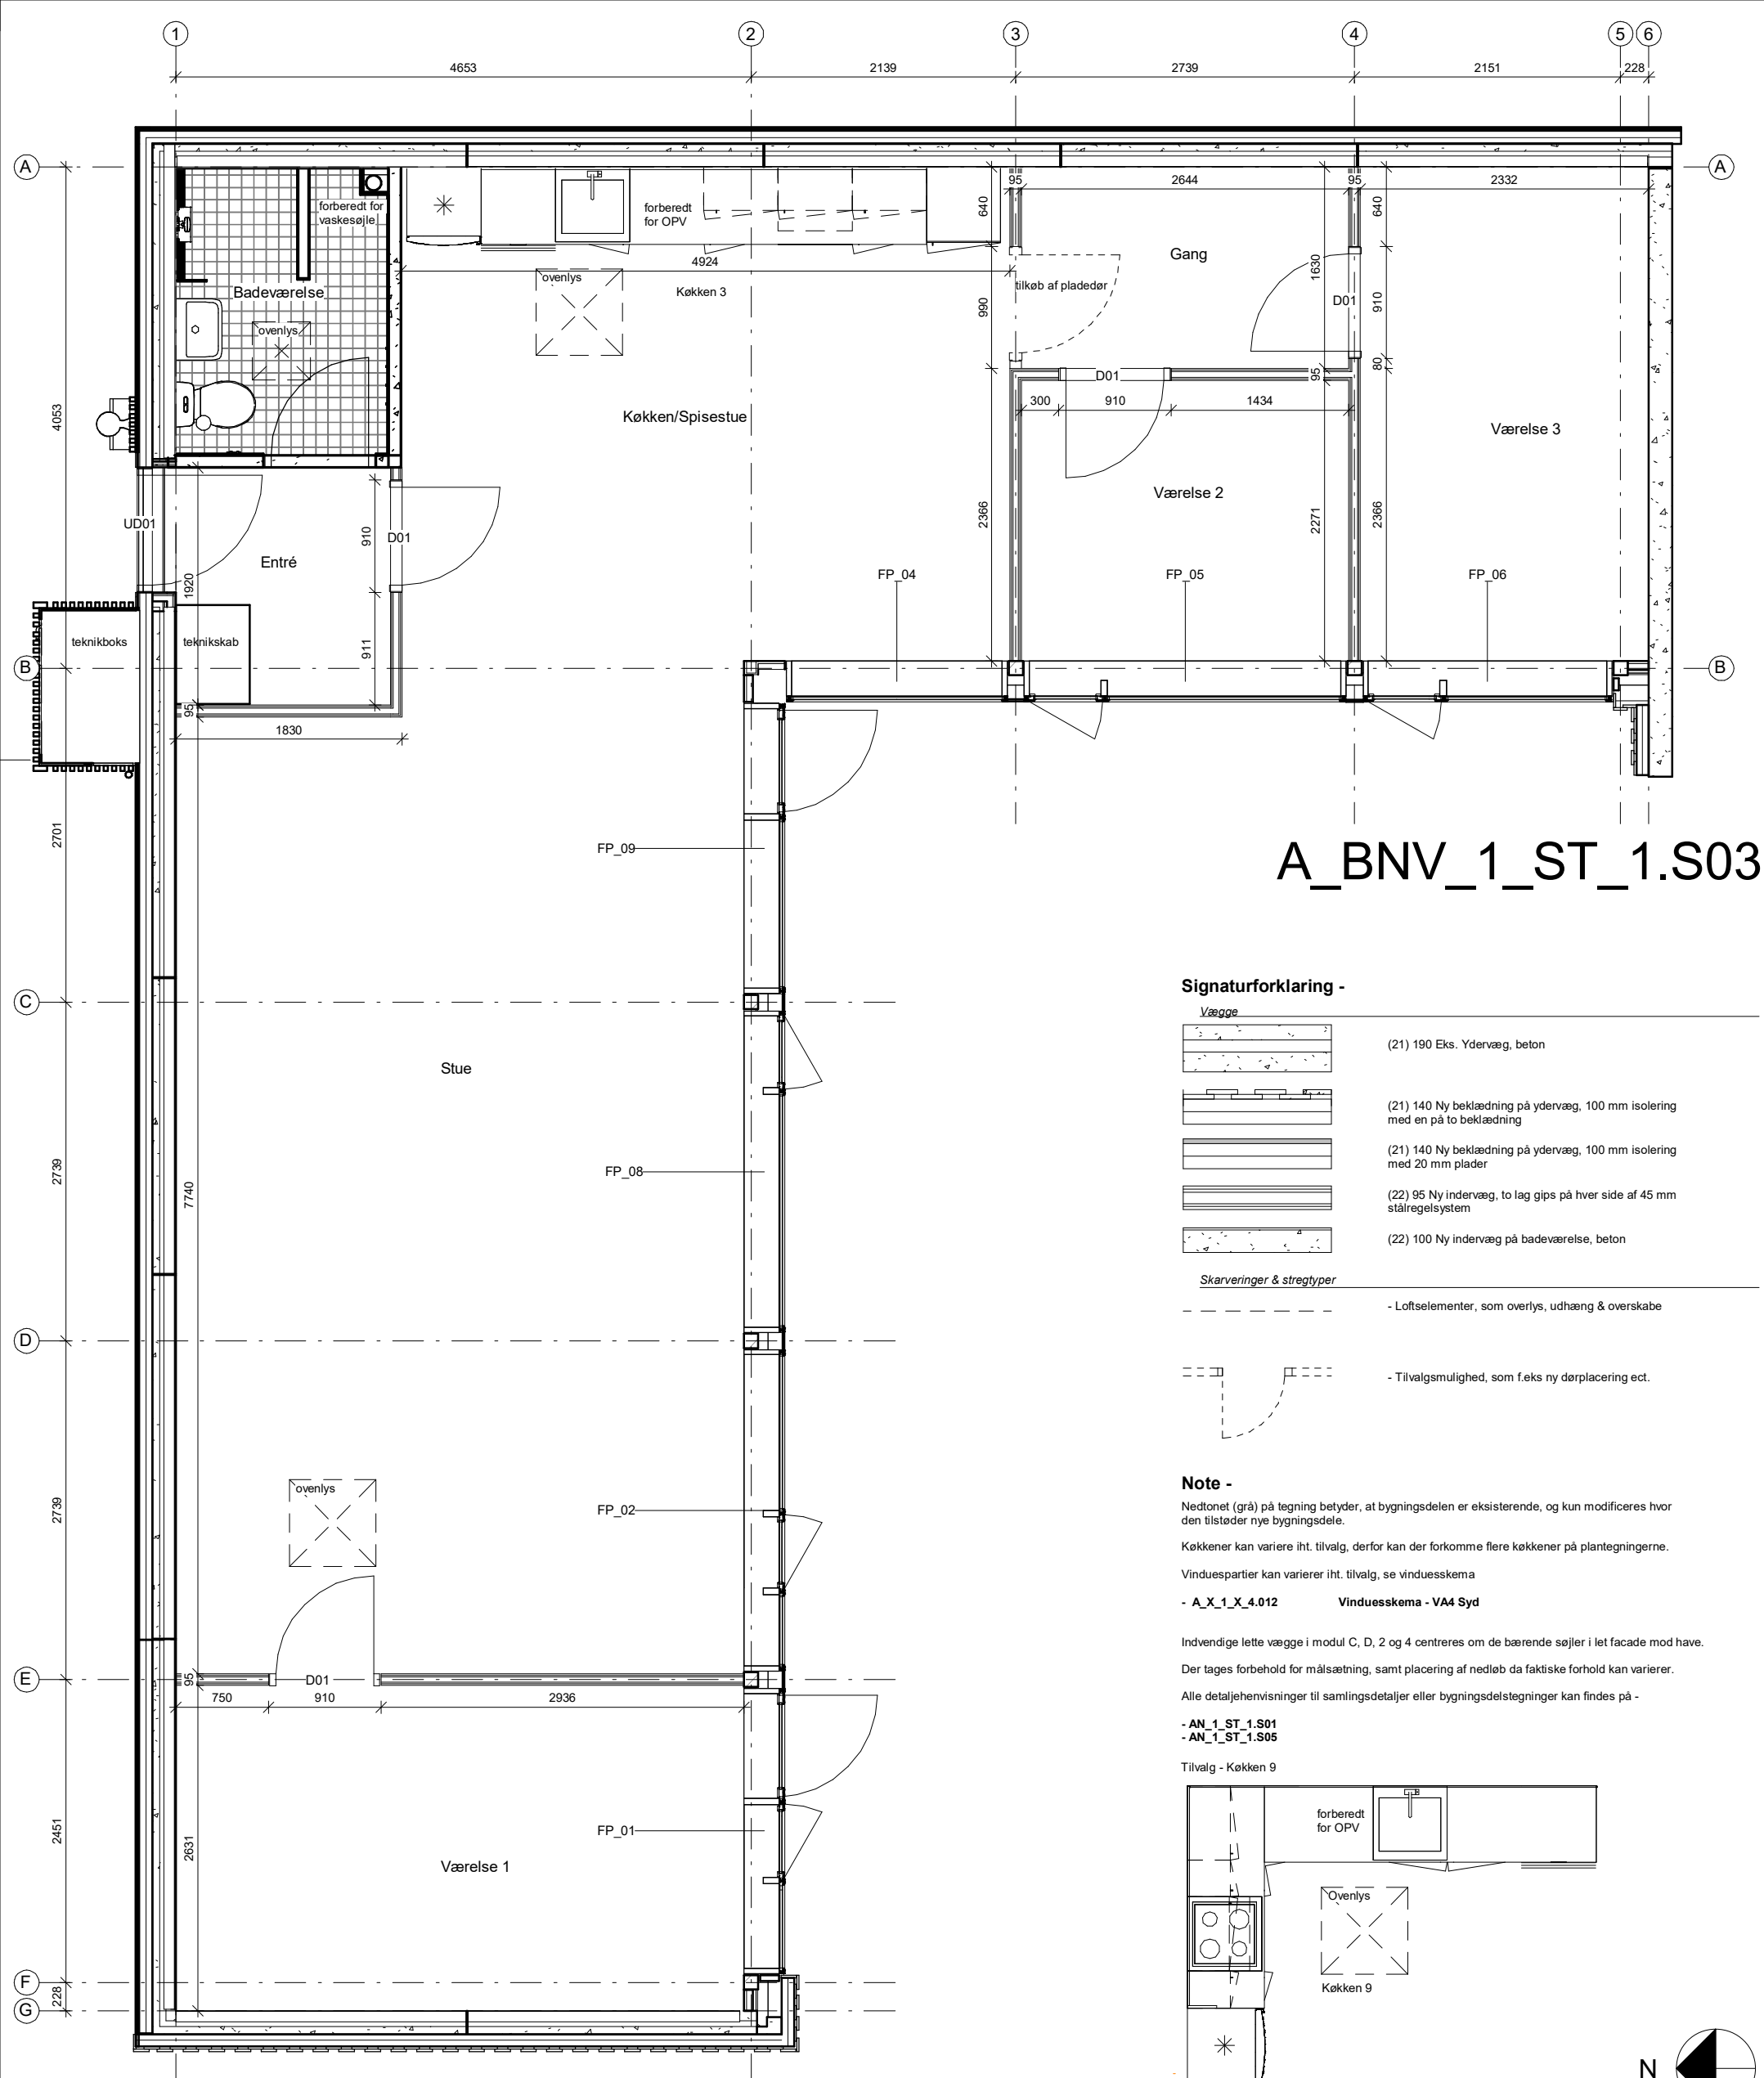 1 2 3 4 5 6
4653 2139 2739 2151 228
A A
95 2644 95 2332
640 640
forberedt for
vaskesøjle
forberedt
for OPV
Gang
4924
1630
ovenlys
Køkken 3
tilkøb af pladedør
Badeværelse
D01
990 910
ovenlys
80
D01
95
300 910 1434
4053
Køkken/Spisestue
Værelse 3
Værelse 2
2366 2271 2366
UD01
910
D01
Entré
1920
FP_04 FP_05 FP_06
teknikboks
teknikskab
911
B B
95
1830
2701
FP_09
A_BNV_1_ST_1.S03
Signaturforklaring -
Vægge
C
(21) 190 Eks. Ydervæg, beton
Stue
(21) 140 Ny beklædning på ydervæg, 100 mm isolering
med en på to beklædning
(21) 140 Ny beklædning på ydervæg, 100 mm isolering
med 20 mm plader
2739
FP_08
7740
(22) 95 Ny indervæg, to lag gips på hver side af 45 mm
stålregelsystem
(22) 100 Ny indervæg på badeværelse, beton
Skarveringer & stregtyper
- Loftselementer, som overlys, udhæng & overskabe
D
- Tilvalgsmulighed, som f.eks ny dørplacering ect.
Note -
ovenlys
2739
FP_02
Nedtonet (grå) på tegning betyder, at bygningsdelen er eksisterende, og kun modificeres hvor
den tilstøder nye bygningsdele.
Køkkener kan variere iht. tilvalg, derfor kan der forkomme flere køkkener på plantegningerne.
Vinduespartier kan varierer iht. tilvalg, se vinduesskema
- A_X_1_X_4.012 Vinduesskema - VA4 Syd
Indvendige lette vægge i modul C, D, 2 og 4 centreres om de bærende søjler i let facade mod have.
Der tages forbehold for målsætning, samt placering af nedløb da faktiske forhold kan varierer.
Alle detaljehenvisninger til samlingsdetaljer eller bygningsdelstegninger kan findes på -
- AN_1_ST_1.S01
- AN_1_ST_1.S05
E
95
D01
750 910 2936
Tilvalg - Køkken 9
forberedt
for OPV
2451
2631
FP_01
Værelse 1
Ovenlys
Køkken 9
F
228
G
N